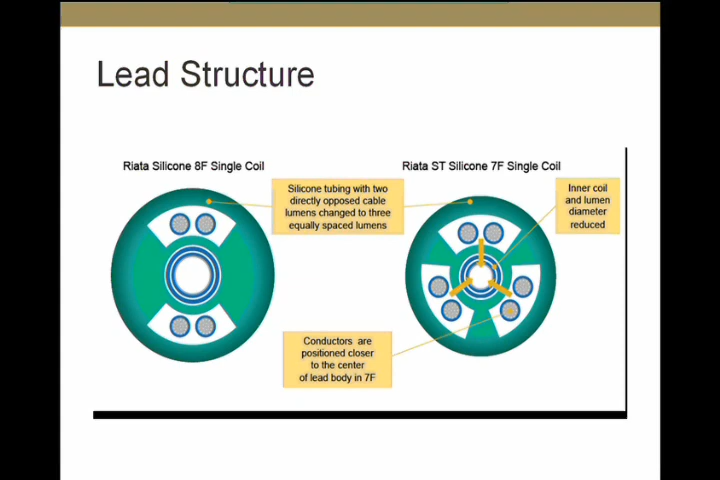 Lead Structure
Riata Silicone 8F Single Coil
Riata ST Silicone 7F Single Coil
Silicone tubing with two
directly opposed cable
lumens changed to three
equally spaced lumens
Inner coil
and lumen
diameter
reduced
Conductors are
positioned closer
to the center
of lead body in 7F